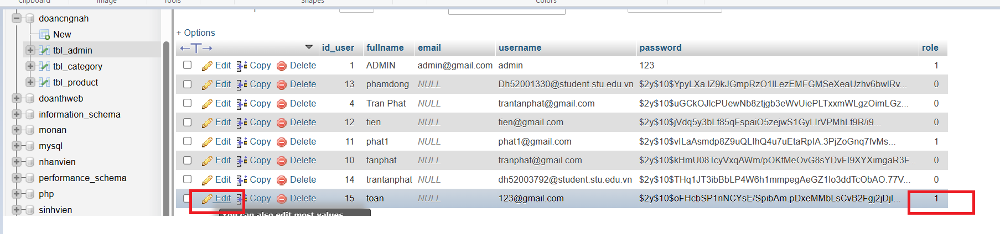 Clipboard Image Tools Shapes Colors
doancngnah
New
tbl_admin
tbl_category
tbl_product
doanthweb
information_schema
monan
mysql
nhanvien
performance_schema
php
sinhvien
+ Options
←T→ id_user fullname email username password role
Edit Copy Delete 1 ADMIN admin@gmail.com admin 123 1
Edit Copy Delete 13 phamdong NULL Dh52001330@student.stu.edu.vn $2y$10$YpyLXa.lZ9kJGmpRzO1lLezEMFGMSeXeaUzhv6bwlRv... 0
Edit Copy Delete 4 Tran Phat NULL trantanphat@gmail.com $2y$10$uGCkOJlcPUewNb8ztjgb3eWvUiePLTxxmWLgzOimLGz... 0
Edit Copy Delete 12 tien NULL tien@gmail.com $2y$10$jVdq5y3bLf85qFspaiO5zejwS1Gyl.lrVPMhLf9R/i9... 0
Edit Copy Delete 11 phat1 NULL phat1@gmail.com $2y$10$vlLaAsmdp8Z9uQLlhQ4u7uEtaRplA.3PjZoGnq7fvMs... 1
Edit Copy Delete 10 tanphat NULL tranphat@gmail.com $2y$10$kHmU08TcyVxqAWm/pOKfMeOvG8sYDvFl9XYXimgaR3F... 0
Edit Copy Delete 14 trantanphat NULL dh52003792@student.stu.edu.vn $2y$10$THq1JT3ibBbLP4W6h1mmpegAeGZ1lo3ddTcObAO.77V... 0
Edit Copy Delete 15 toan NULL 123@gmail.com $2y$10$oFHcbSP1nNCYsE/SpibAm.pDxeMMbLsCvB2Fgj2jDjl... 1
You can also edit most values